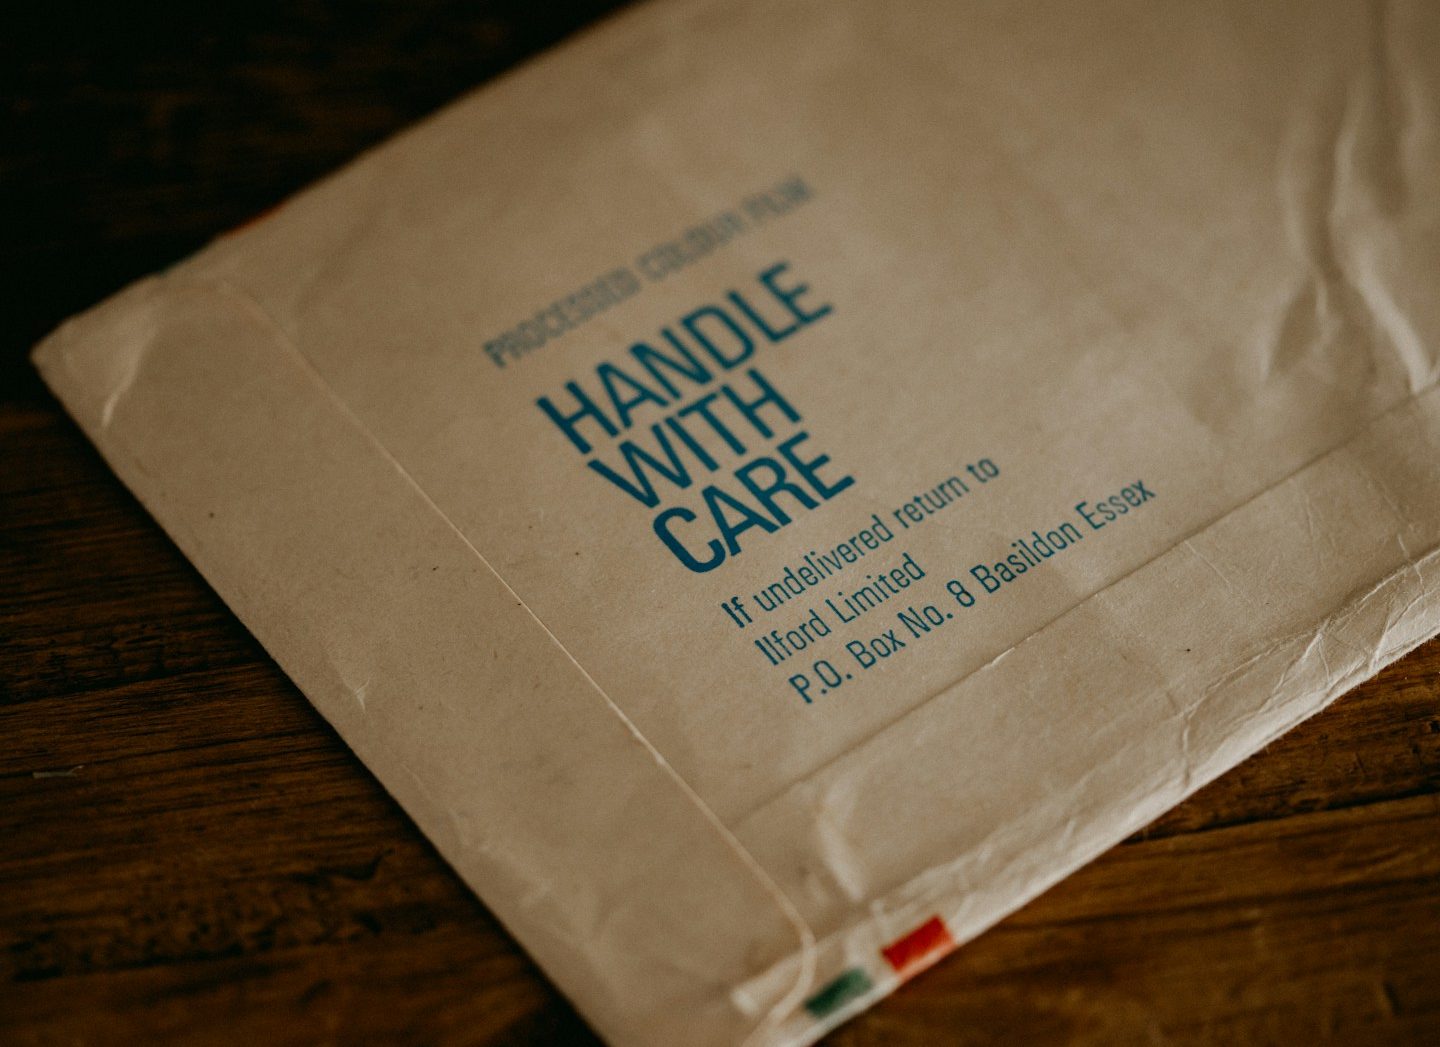 PROCESSED COLOUR FILM
HANDLE
WITH
CARE
If undelivered return to
Ilford Limited
P.O. Box No. 8 Basildon Essex